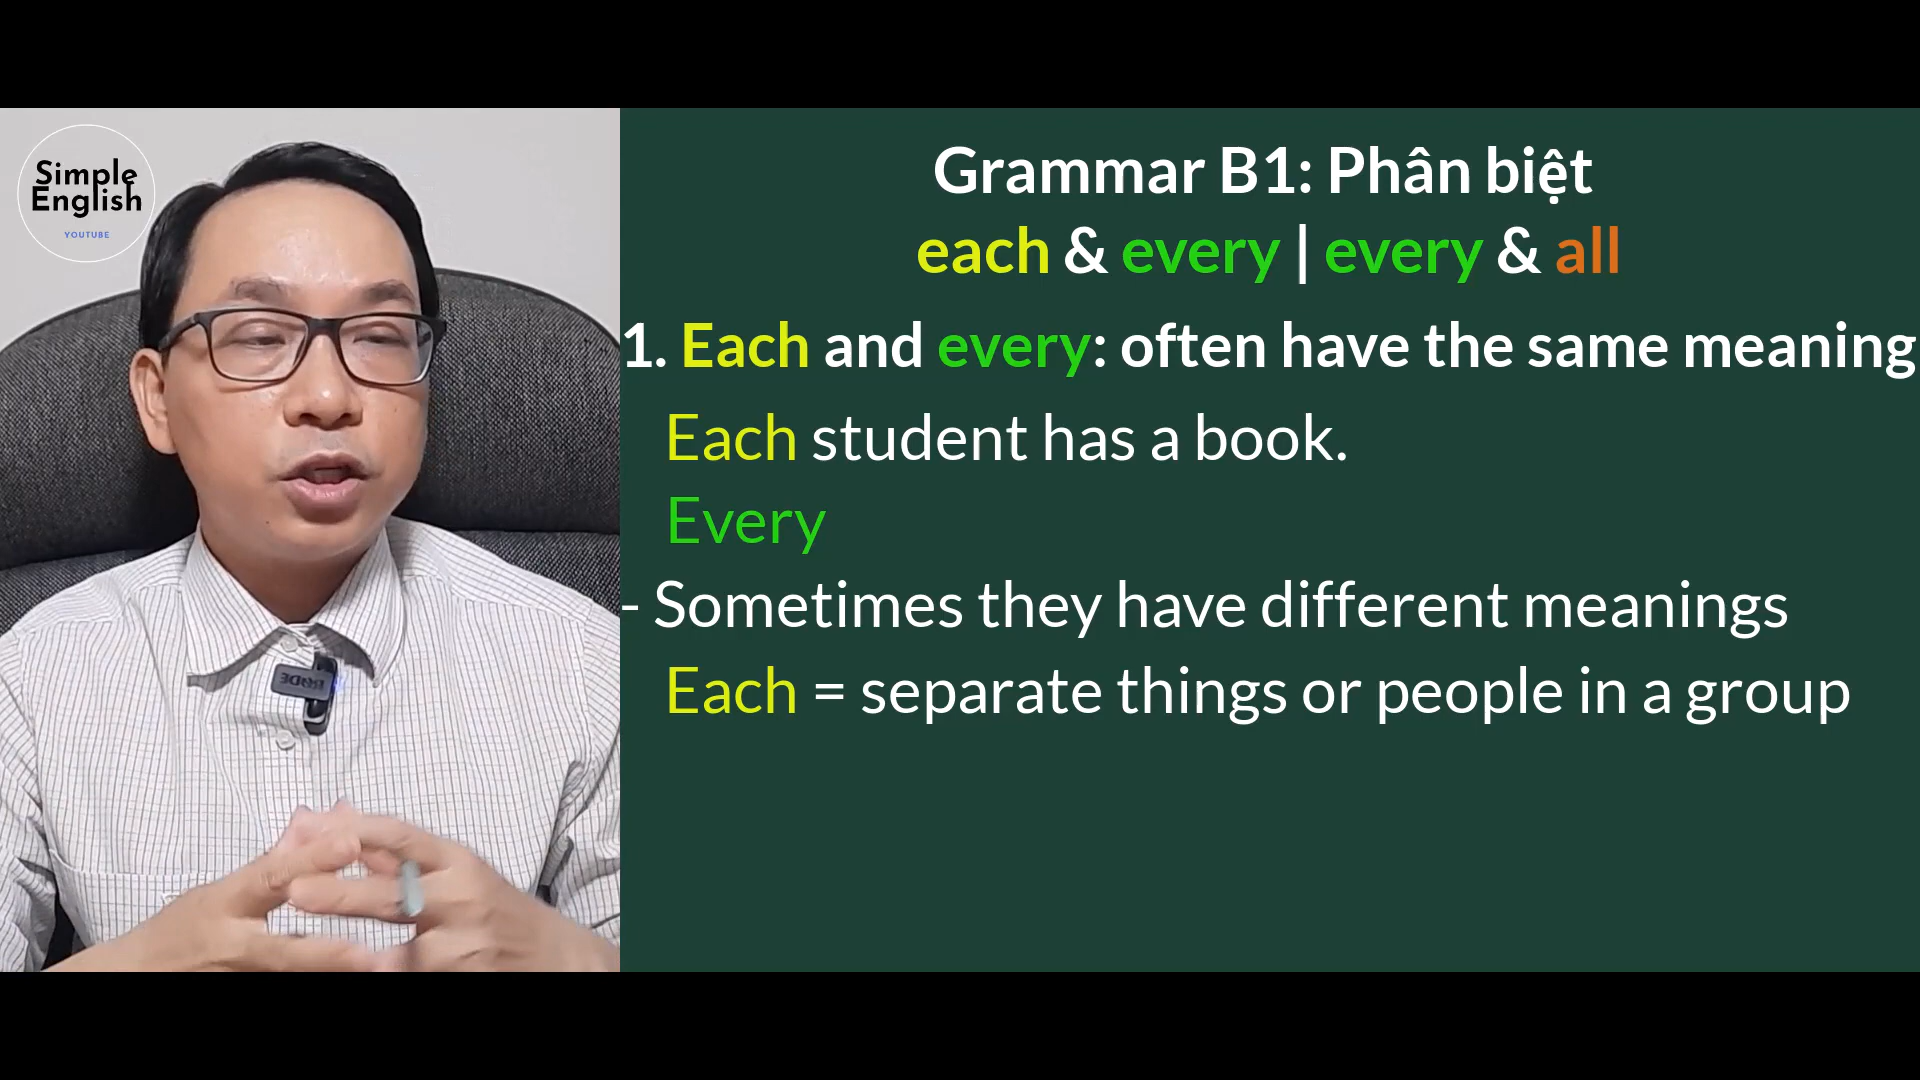 Simple
English
YOUTUBE
Grammar B1: Phân biệt
each & every | every & all
1. Each and every: often have the same meaning
Each student has a book.
Every
- Sometimes they have different meanings
Each = separate things or people in a group